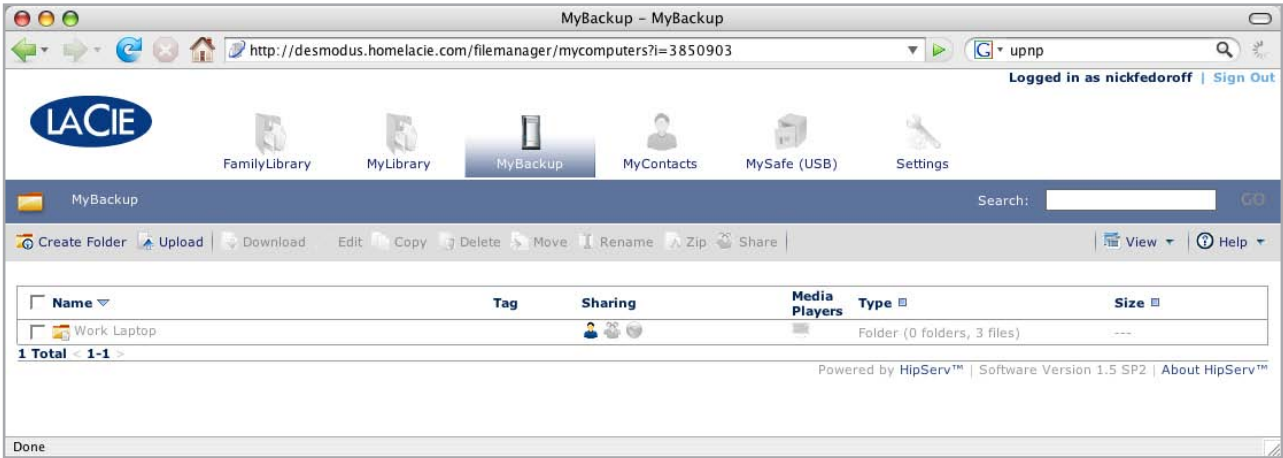 MyBackup – MyBackup
http://desmodus.homelacie.com/filemanager/mycomputers?i=3850903
G upnp
Logged in as nickfedoroff | Sign Out
LACIE
FamilyLibrary MyLibrary MyBackup MyContacts MySafe (USB) Settings
MyBackup Search: GO
Create Folder Upload | Download Edit Copy Delete Move Rename Zip Share | View | Help
Name Tag Sharing Media Players Type Size
Work Laptop Folder (0 folders, 3 files) ---
1 Total < 1-1 >
Powered by HipServ™ | Software Version 1.5 SP2 | About HipServ™
Done